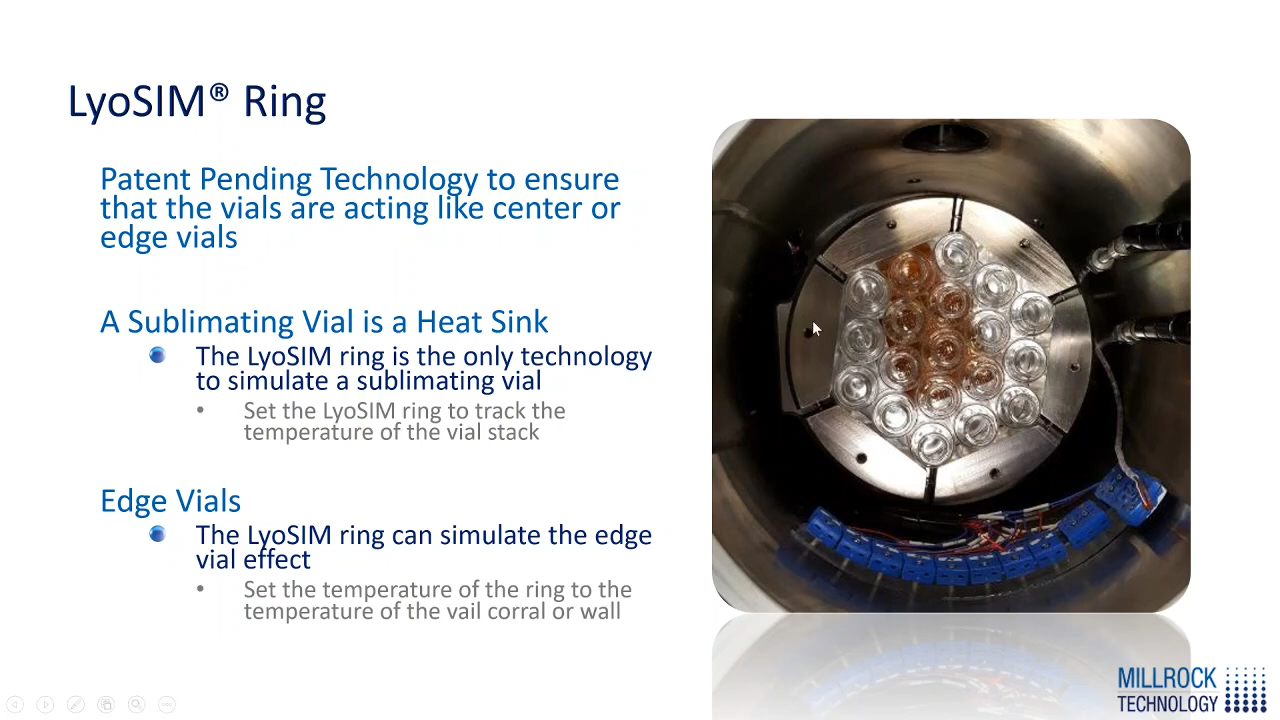 LyoSIM® Ring
Patent Pending Technology to ensure
that the vials are acting like center or
edge vials
A Sublimating Vial is a Heat Sink
The LyoSIM ring is the only technology
to simulate a sublimating vial
• Set the LyoSIM ring to track the
temperature of the vial stack
Edge Vials
The LyoSIM ring can simulate the edge
vial effect
• Set the temperature of the ring to the
temperature of the vail corral or wall
MILLROCK
TECHNOLOGY